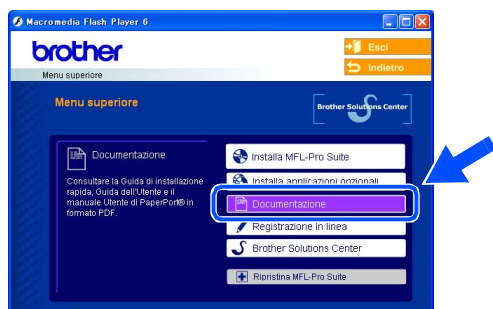 Macromedia Flash Player 6
brother
Esci
Indietro
Menu superiore
Menu superiore
Brother Solutions Center
Documentazione
Consultare la Guida di installazione
rapida, Guida dell'Utente e il
manuale Utente di PaperPort® in
formato PDF.
Installa MFL-Pro Suite
Installa applicazioni opzionali
Documentazione
Registrazione in linea
Brother Solutions Center
Ripristina MFL-Pro Suite